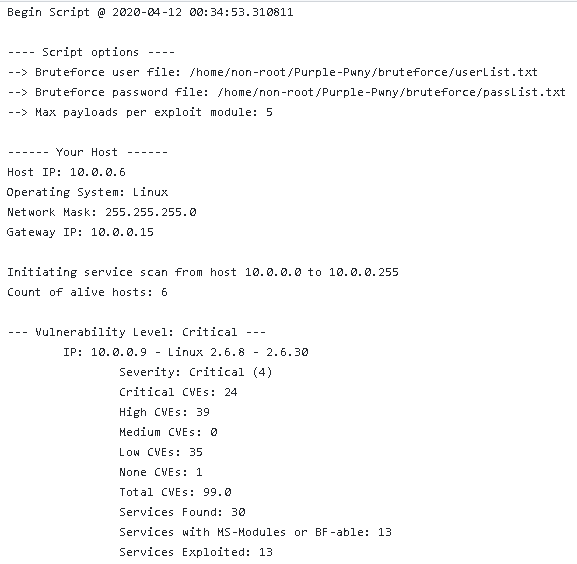 Begin Script @ 2020-04-12 00:34:53.310811
---- Script options ----
--> Bruteforce user file: /home/non-root/Purple-Pwny/bruteforce/userList.txt
--> Bruteforce password file: /home/non-root/Purple-Pwny/bruteforce/passList.txt
--> Max payloads per exploit module: 5
------ Your Host ------
Host IP: 10.0.0.6
Operating System: Linux
Network Mask: 255.255.255.0
Gateway IP: 10.0.0.15
Initiating service scan from host 10.0.0.0 to 10.0.0.255
Count of alive hosts: 6
--- Vulnerability Level: Critical ---
IP: 10.0.0.9 - Linux 2.6.8 - 2.6.30
Severity: Critical (4)
Critical CVEs: 24
High CVEs: 39
Medium CVEs: 0
Low CVEs: 35
None CVEs: 1
Total CVEs: 99.0
Services Found: 30
Services with MS-Modules or BF-able: 13
Services Exploited: 13